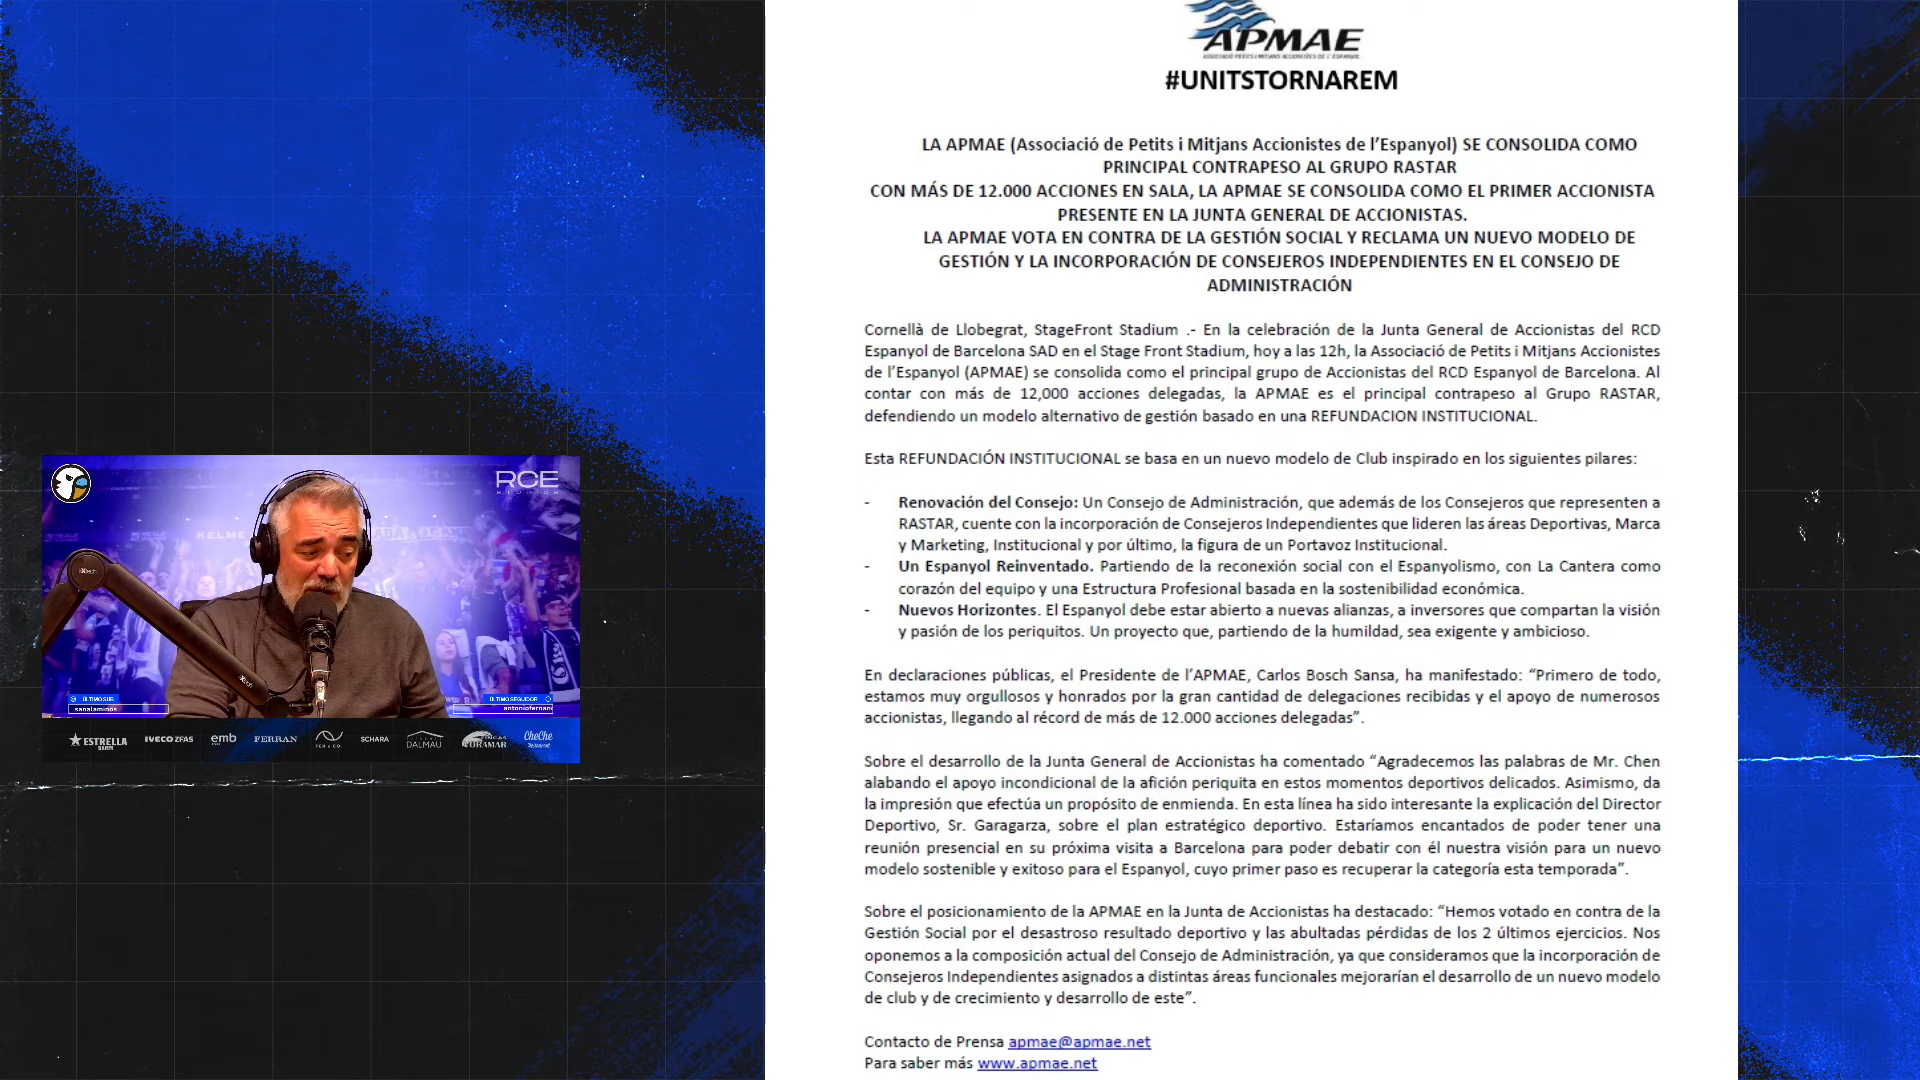 APMAE
ASSOCIACIÓ PETITS I MITJANS ACCIONISTES DE L'ESPANYOL
#UNITSTORNAREM
LA APMAE (Associació de Petits i Mitjans Accionistes de l’Espanyol) SE CONSOLIDA COMO
PRINCIPAL CONTRAPESO AL GRUPO RASTAR
CON MÁS DE 12.000 ACCIONES EN SALA, LA APMAE SE CONSOLIDA COMO EL PRIMER ACCIONISTA
PRESENTE EN LA JUNTA GENERAL DE ACCIONISTAS.
LA APMAE VOTA EN CONTRA DE LA GESTIÓN SOCIAL Y RECLAMA UN NUEVO MODELO DE
GESTIÓN Y LA INCORPORACIÓN DE CONSEJEROS INDEPENDIENTES EN EL CONSEJO DE
ADMINISTRACIÓN
Cornellà de Llobegrat, StageFront Stadium .- En la celebración de la Junta General de Accionistas del RCD
Espanyol de Barcelona SAD en el Stage Front Stadium, hoy a las 12h, la Associació de Petits i Mitjans Accionistes
de l’Espanyol (APMAE) se consolida como el principal grupo de Accionistas del RCD Espanyol de Barcelona. Al
contar con más de 12,000 acciones delegadas, la APMAE es el principal contrapeso al Grupo RASTAR,
defendiendo un modelo alternativo de gestión basado en una REFUNDACION INSTITUCIONAL.
Esta REFUNDACIÓN INSTITUCIONAL se basa en un nuevo modelo de Club inspirado en los siguientes pilares:
- Renovación del Consejo: Un Consejo de Administración, que además de los Consejeros que representen a
RASTAR, cuente con la incorporación de Consejeros Independientes que lideren las áreas Deportivas, Marca
y Marketing, Institucional y por último, la figura de un Portavoz Institucional.
- Un Espanyol Reinventado. Partiendo de la reconexión social con el Espanyolismo, con La Cantera como
corazón del equipo y una Estructura Profesional basada en la sostenibilidad económica.
- Nuevos Horizontes. El Espanyol debe estar abierto a nuevas alianzas, a inversores que compartan la visión
y pasión de los periquitos. Un proyecto que, partiendo de la humildad, sea exigente y ambicioso.
En declaraciones públicas, el Presidente de l’APMAE, Carlos Bosch Sansa, ha manifestado: “Primero de todo,
estamos muy orgullosos y honrados por la gran cantidad de delegaciones recibidas y el apoyo de numerosos
accionistas, llegando al récord de más de 12.000 acciones delegadas”.
Sobre el desarrollo de la Junta General de Accionistas ha comentado “Agradecemos las palabras de Mr. Chen
alabando el apoyo incondicional de la afición periquita en estos momentos deportivos delicados. Asimismo, da
la impresión que efectúa un propósito de enmienda. En esta línea ha sido interesante la explicación del Director
Deportivo, Sr. Garagarza, sobre el plan estratégico deportivo. Estaríamos encantados de poder tener una
reunión presencial en su próxima visita a Barcelona para poder debatir con él nuestra visión para un nuevo
modelo sostenible y exitoso para el Espanyol, cuyo primer paso es recuperar la categoría esta temporada”.
Sobre el posicionamiento de la APMAE en la Junta de Accionistas ha destacado: “Hemos votado en contra de la
Gestión Social por el desastroso resultado deportivo y las abultadas pérdidas de los 2 últimos ejercicios. Nos
oponemos a la composición actual del Consejo de Administración, ya que consideramos que la incorporación de
Consejeros Independientes asignados a distintas áreas funcionales mejorarían el desarrollo de un nuevo modelo
de club y de crecimiento y desarrollo de este”.
Contacto de Prensa apmae@apmae.net
Para saber más www.apmae.net
RCE
STUDIOS
KELME
ÚLTIMO SUB
sanalaminos
ÚLTIMO SEGUIDOR
antoniofernand
ESTRELLA
DAMM
IVECO ZFAS
emb
FERRAN
FER & CO.
SCHARA
DALMAU
FINCAS
ORAMAR
CheChe
Restaurant